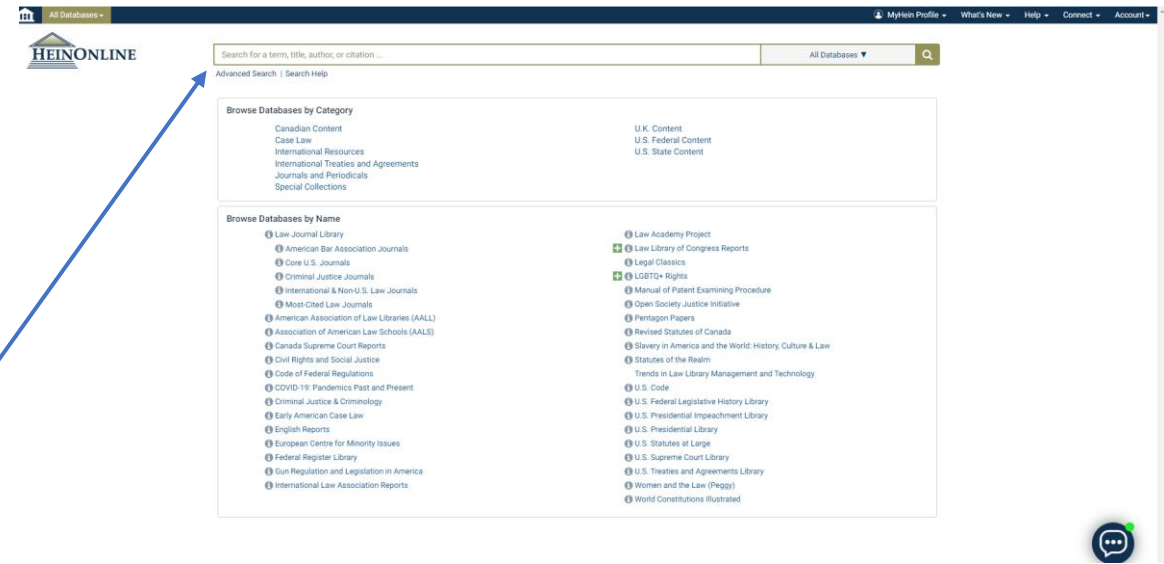 All Databases
MyHein Profile What's New Help Connect Account
HEINONLINE
Search for a term, title, author, or citation ... All Databases ▼
Advanced Search | Search Help
Browse Databases by Category
Canadian Content
Case Law
International Resources
International Treaties and Agreements
Journals and Periodicals
Special Collections
U.K. Content
U.S. Federal Content
U.S. State Content
Browse Databases by Name
Law Journal Library
American Bar Association Journals
Core U.S. Journals
Criminal Justice Journals
International & Non-U.S. Law Journals
Most-Cited Law Journals
American Association of Law Libraries (AALL)
Association of American Law Schools (AALS)
Canada Supreme Court Reports
Civil Rights and Social Justice
Code of Federal Regulations
COVID-19: Pandemics Past and Present
Criminal Justice & Criminology
Early American Case Law
English Reports
European Centre for Minority Issues
Federal Register Library
Gun Regulation and Legislation in America
International Law Association Reports
Law Academy Project
Law Library of Congress Reports
Legal Classics
LGBTQ+ Rights
Manual of Patent Examining Procedure
Open Society Justice Initiative
Pentagon Papers
Revised Statutes of Canada
Slavery in America and the World: History, Culture & Law
Statutes of the Realm
Trends in Law Library Management and Technology
U.S. Code
U.S. Federal Legislative History Library
U.S. Presidential Impeachment Library
U.S. Presidential Library
U.S. Statutes at Large
U.S. Supreme Court Library
U.S. Treaties and Agreements Library
Women and the Law (Peggy)
World Constitutions Illustrated